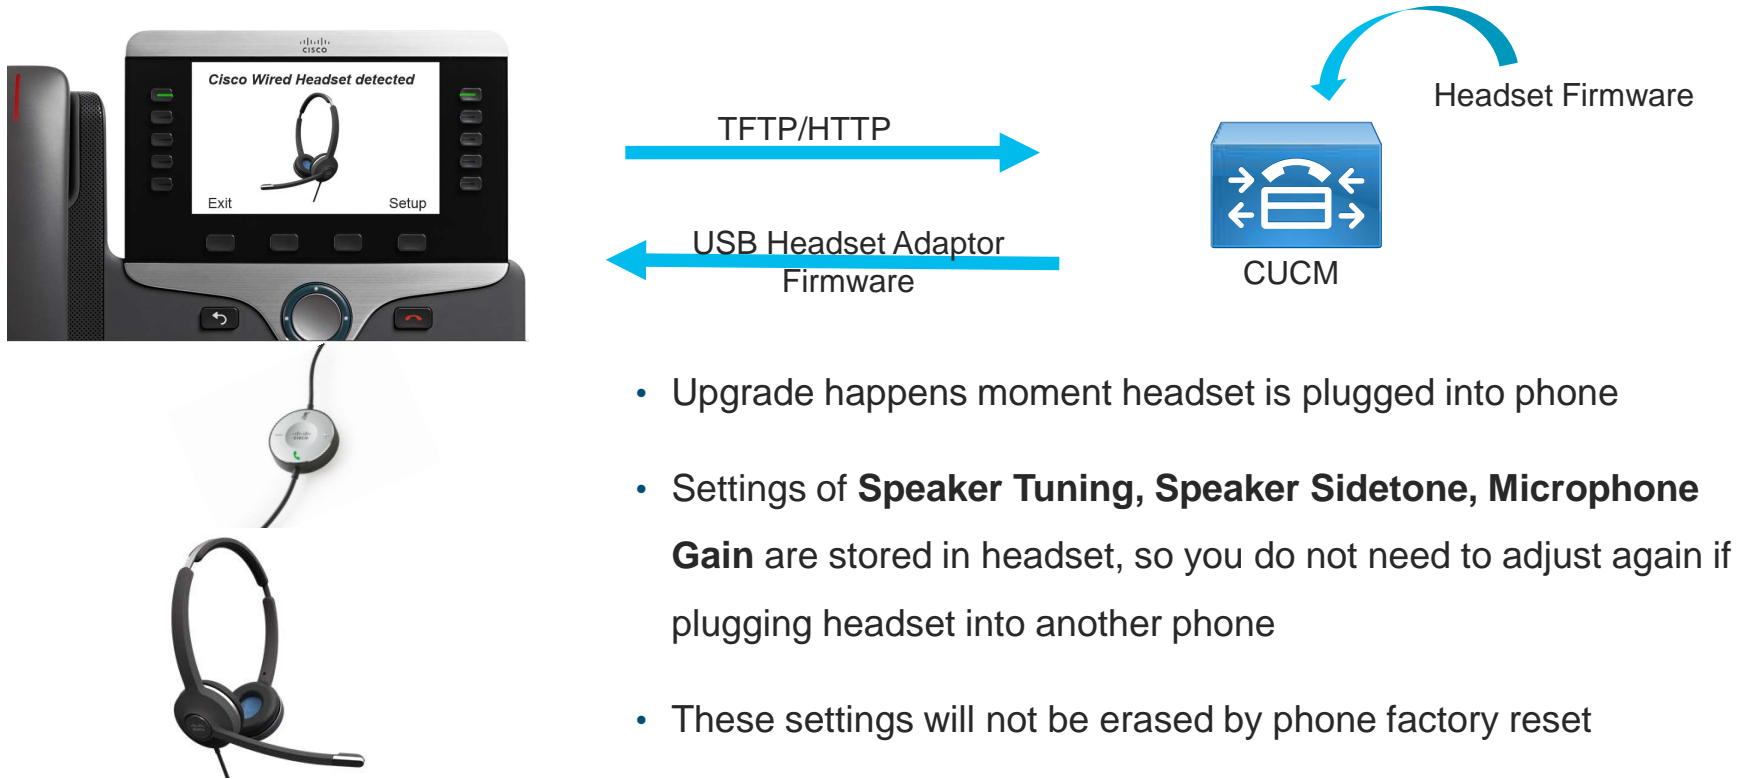 CISCO
Cisco Wired Headset detected
Exit
Setup
TFTP/HTTP
USB Headset Adaptor
Firmware
Headset Firmware
CUCM
CISCO
• Upgrade happens moment headset is plugged into phone
• Settings of Speaker Tuning, Speaker Sidetone, Microphone
Gain are stored in headset, so you do not need to adjust again if
plugging headset into another phone
• These settings will not be erased by phone factory reset